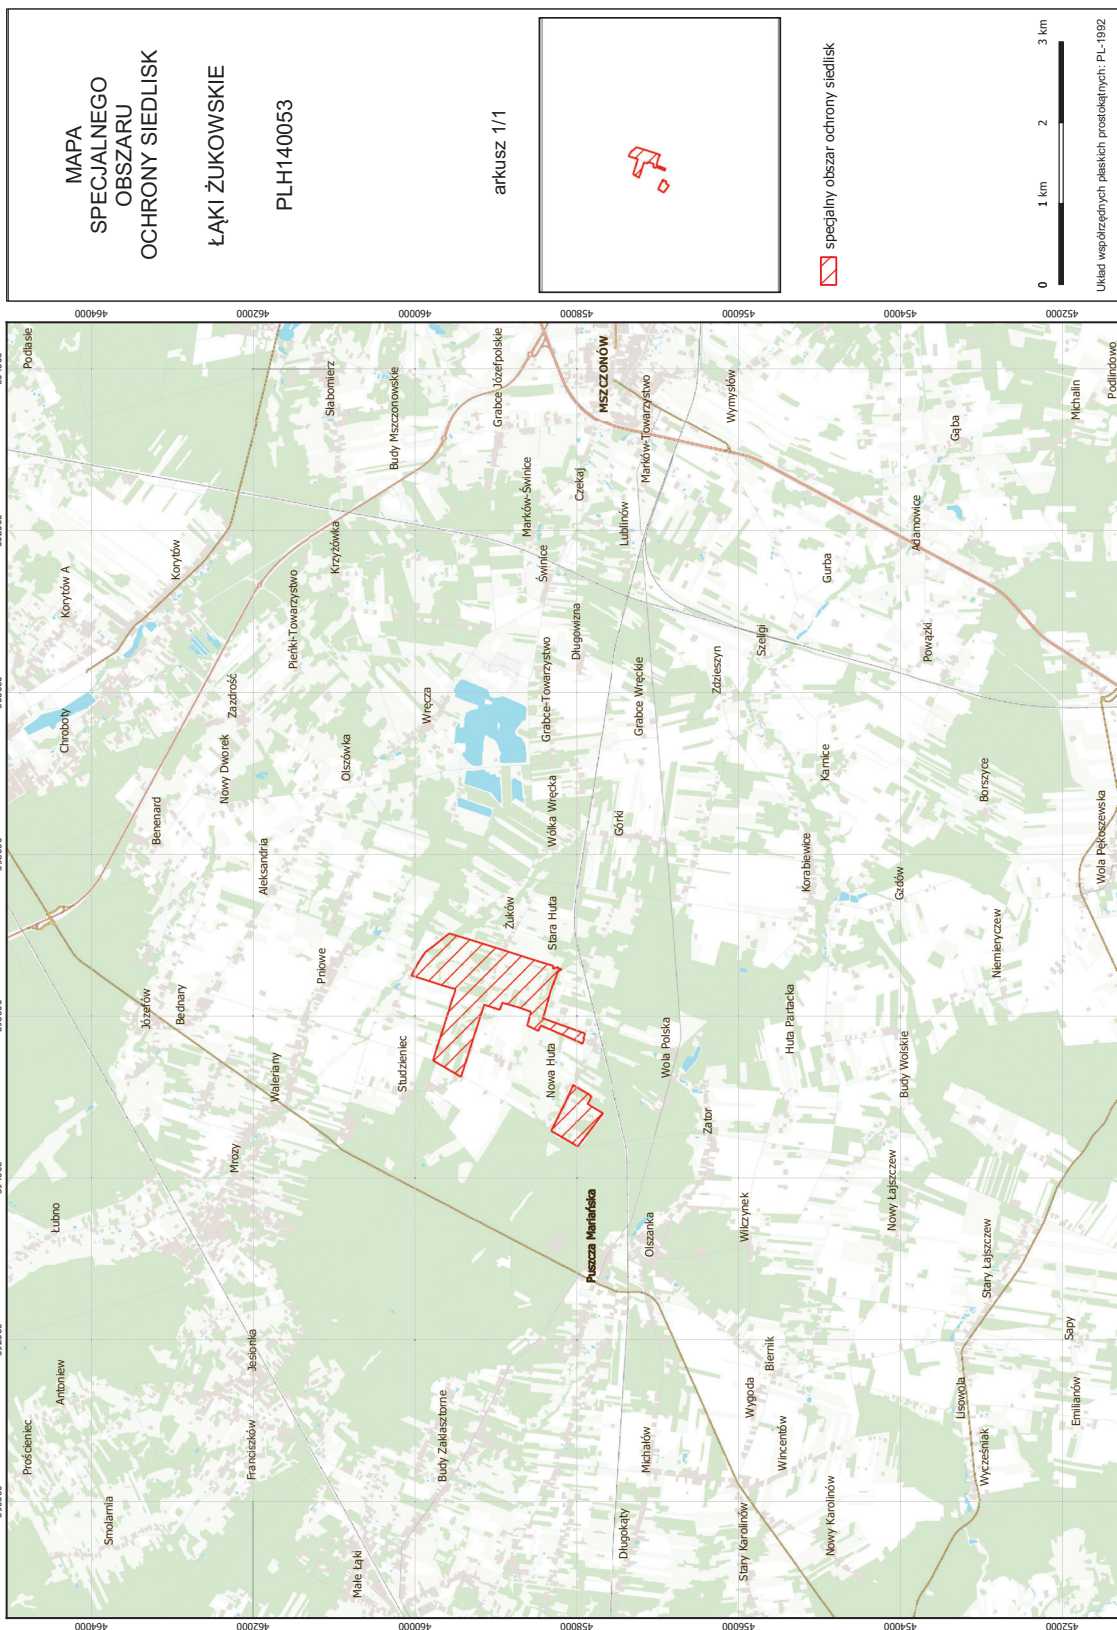 MAPA
SPECJALNEGO
OBSZARU
OCHRONY SIEDLISK
ŁĄKI ŻUKOWSKIE
PLH140053
arkusz 1/1
specjalny obszar ochrony siedlisk
0 1 km 2 3 km
Układ współrzędnych płaskich prostokątnych: PL-1992
464000
462000
460000
458000
456000
454000
452000
Prościeniec
Antoniew
Smolarnia
Łubno
Chroboty
Korytów A
Podlasie
Korytów
Benenard
Józefów
Bednary
Mrozy
Jesionka
Franciszków
Zazdrość
Nowy Dworek
Aleksandria
Waleriany
Pieńki-Towarzystwo
Krzyżówka
Słabomierz
Pniowe
Olszówka
Małe Łąki
Budy Mszczonowskie
Studzieniec
Wręcza
Budy Zaklasztorne
Grabce Józefpolskie
Żuków
Marków-Świnice
Świnice
Grabce-Towarzystwo
Wólka Wręcka
Stara Huta
Nowa Huta
Czekaj
Długowizna
Puszcza Mariańska
MSZCZONÓW
Lublinów
Górki
Długokąty
Marków-Towarzystwo
Grabce Wręckie
Wola Polska
Olszanka
Michałów
Zator
Zdzieszyn
Wymysłów
Szeligi
Wilczynek
Wygoda
Stary Karolinów
Biernik
Wincentów
Huta Partacka
Korabiewice
Karnice
Gurba
Nowy Karolinów
Nowy Łajszczew
Budy Wolskie
Gzdów
Adamowice
Powązki
Gąba
Lisowola
Wycześniak
Stary Łajszczew
Niemieryczew
Borszyce
Sapy
Emilianów
Michalin
Wola Pękoszewska
Podlindowo